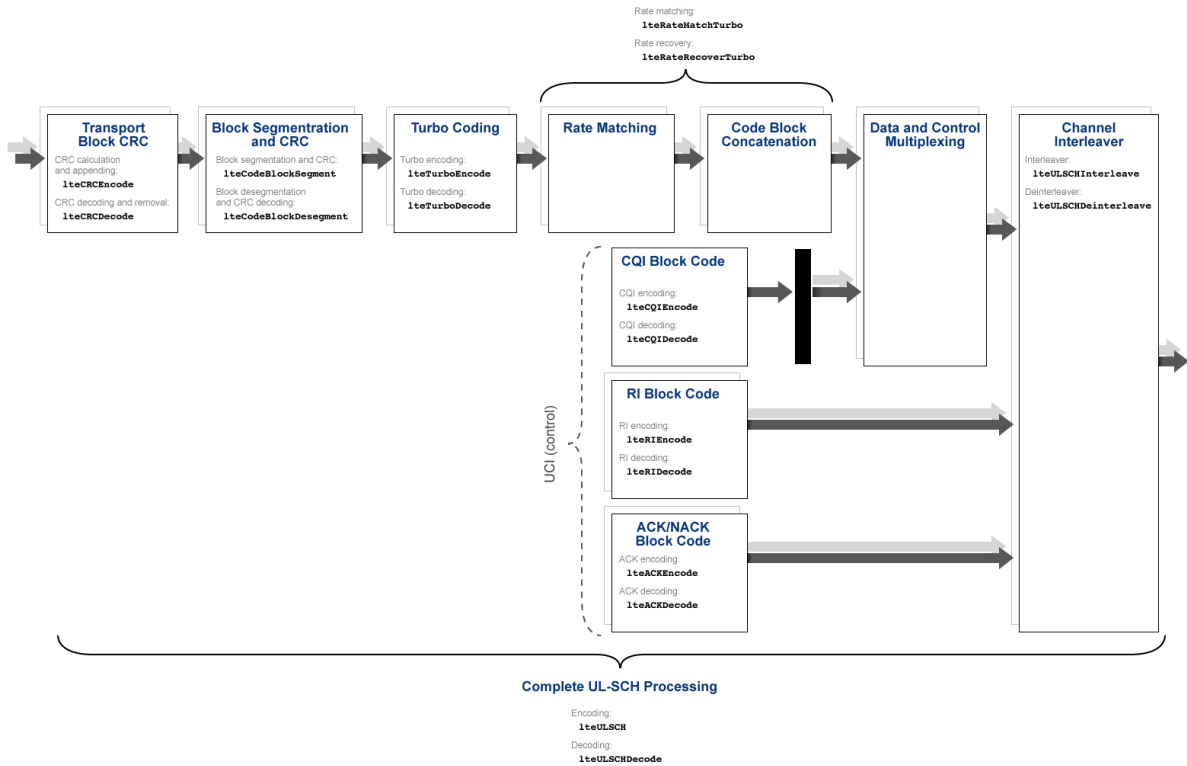 Rate matching:
lteRateMatchTurbo
Rate recovery:
lteRateRecoverTurbo
Transport
Block CRC
CRC calculation
and appending:
lteCRCEncode
CRC decoding and removal:
lteCRCDecode
Block Segmentration
and CRC
Block segmentation and CRC:
lteCodeBlockSegment
Block desegmentation
and CRC decoding:
lteCodeBlockDesegment
Turbo Coding
Turbo encoding:
lteTurboEncode
Turbo decoding:
lteTurboDecode
Rate Matching
Code Block
Concatenation
Data and Control
Multiplexing
Channel
Interleaver
Interleaver:
lteULSCHInterleave
Deinterleaver:
lteULSCHDeinterleave
UCI (control)
CQI Block Code
CQI encoding:
lteCQIEncode
CQI decoding:
lteCQIDecode
RI Block Code
RI encoding:
lteRIEncode
RI decoding:
lteRIDecode
ACK/NACK
Block Code
ACK encoding:
lteACKEncode
ACK decoding:
lteACKDecode
Complete UL-SCH Processing
Encoding:
lteULSCH
Decoding:
lteULSCHDecode